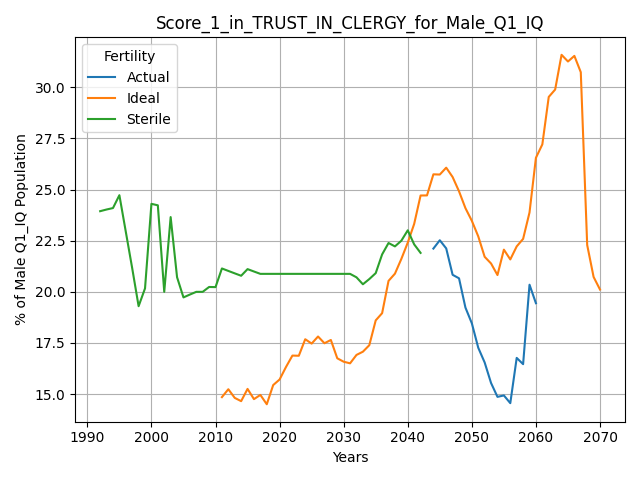 Score_1_in_TRUST_IN_CLERGY_for_Male_Q1_IQ
Fertility
Actual
Ideal
Sterile
% of Male Q1_IQ Population
30.0
27.5
25.0
22.5
20.0
17.5
15.0
1990 2000 2010 2020 2030 2040 2050 2060 2070
Years